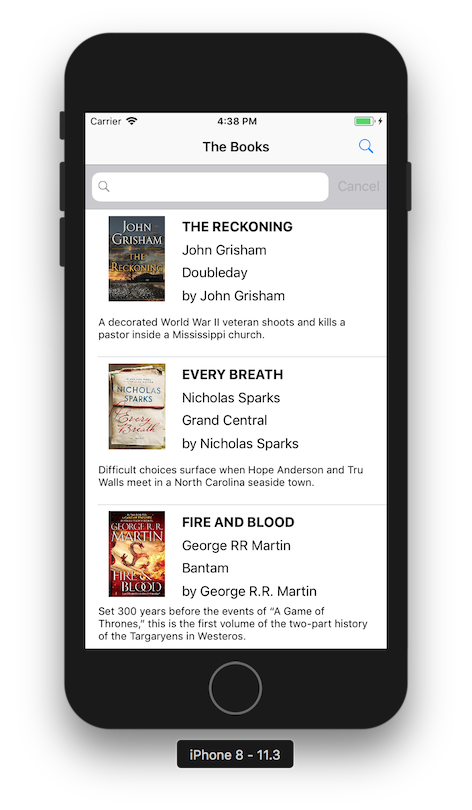 Carrier 4:38 PM
The Books
Cancel
JOHN
GRISHAM
THE
RECKONING
THE RECKONING
John Grisham
Doubleday
by John Grisham
A decorated World War II veteran shoots and kills a
pastor inside a Mississippi church.
NICHOLAS
SPARKS
Every
Breath
EVERY BREATH
Nicholas Sparks
Grand Central
by Nicholas Sparks
Difficult choices surface when Hope Anderson and Tru
Walls meet in a North Carolina seaside town.
GEORGE R. R.
MARTIN
FIRE &
BLOOD
FIRE AND BLOOD
George RR Martin
Bantam
by George R.R. Martin
Set 300 years before the events of “A Game of
Thrones,” this is the first volume of the two-part history
of the Targaryens in Westeros.
iPhone 8 - 11.3